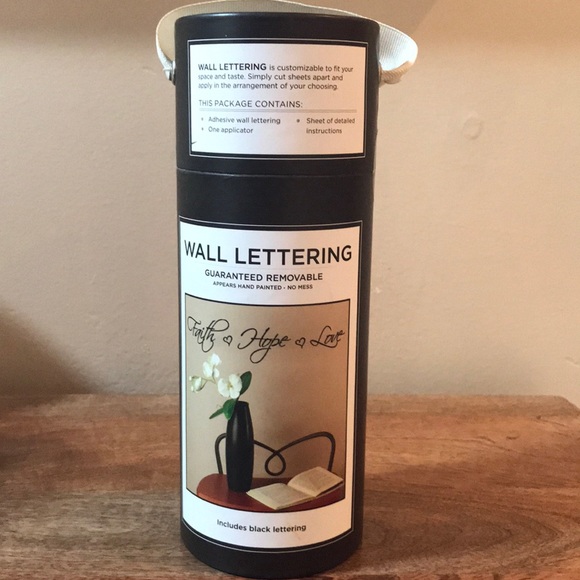 WALL LETTERING is customizable to fit your
space and taste. Simply cut sheets apart and
apply in the arrangement of your choosing.
THIS PACKAGE CONTAINS:
• Adhesive wall lettering
• One applicator
• Sheet of detailed
instructions
WALL LETTERING
GUARANTEED REMOVABLE
APPEARS HAND PAINTED - NO MESS
Faith ♡ Hope ♡ Love
Includes black lettering